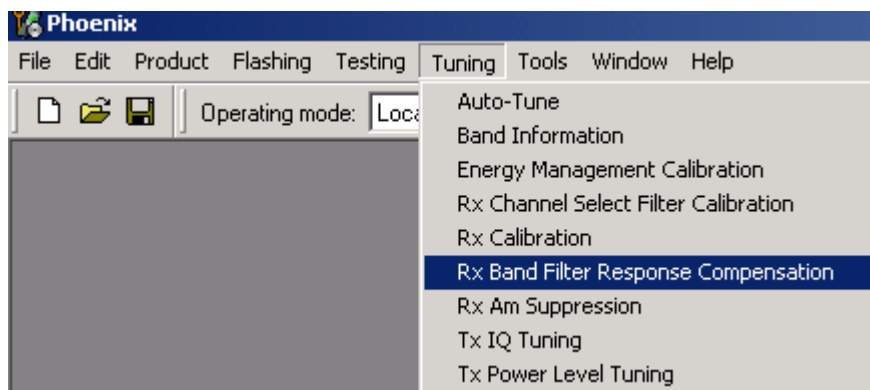 Phoenix
File Edit Product Flashing Testing Tuning Tools Window Help
Operating mode: Loca
Auto-Tune
Band Information
Energy Management Calibration
Rx Channel Select Filter Calibration
Rx Calibration
Rx Band Filter Response Compensation
Rx Am Suppression
Tx IQ Tuning
Tx Power Level Tuning